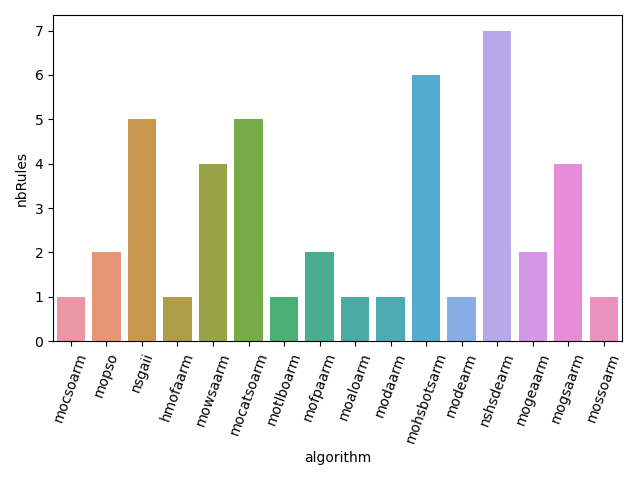 7
6
5
4
3
2
1
0
nbRules
mocsoarm
mopso
nsgaii
hmofaarm
mowsaarm
mocatsoarm
motlboarm
mofpaarm
moaloarm
modaarm
mohsbotsarm
modearm
nshsdearm
mogeaarm
mogsaarm
mossoarm
algorithm